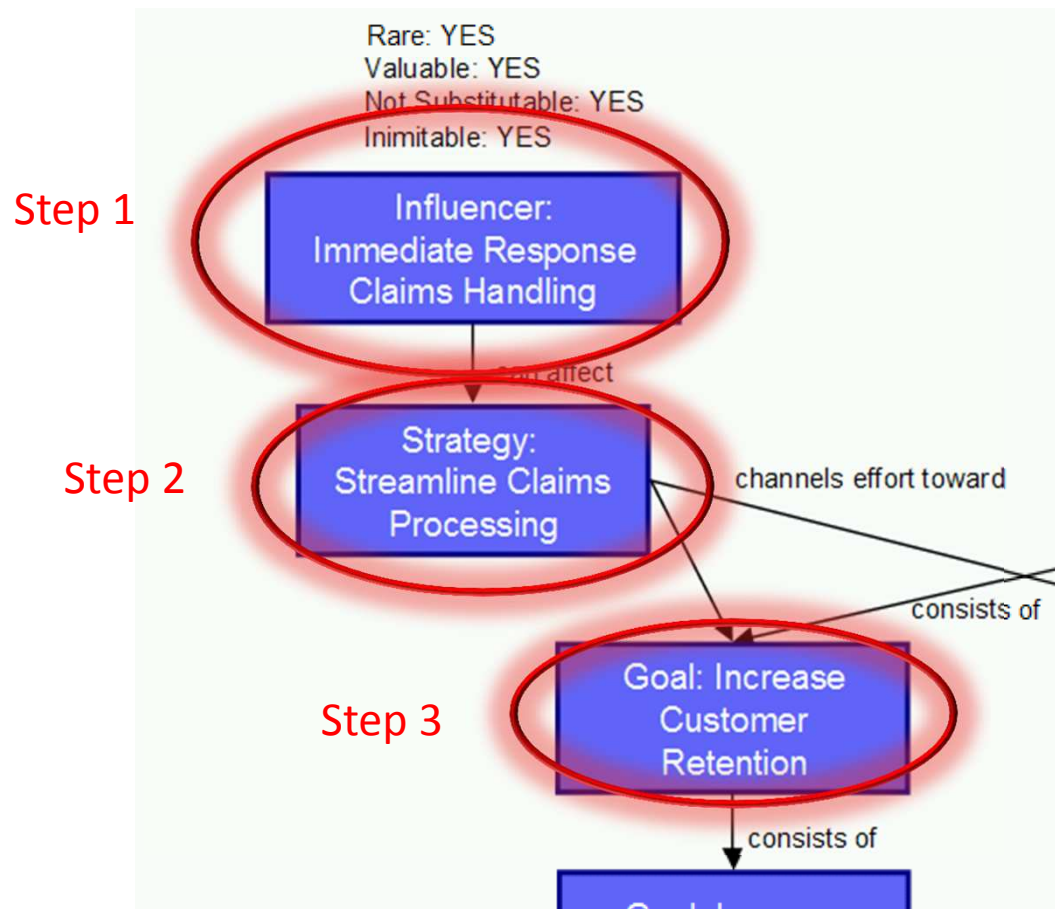 Rare: YES
Valuable: YES
Not Substitutable: YES
Inimitable: YES
Step 1
Influencer:
Immediate Response
Claims Handling
can affect
Step 2
Strategy:
Streamline Claims
Processing
channels effort toward
consists of
Step 3
Goal: Increase
Customer
Retention
consists of